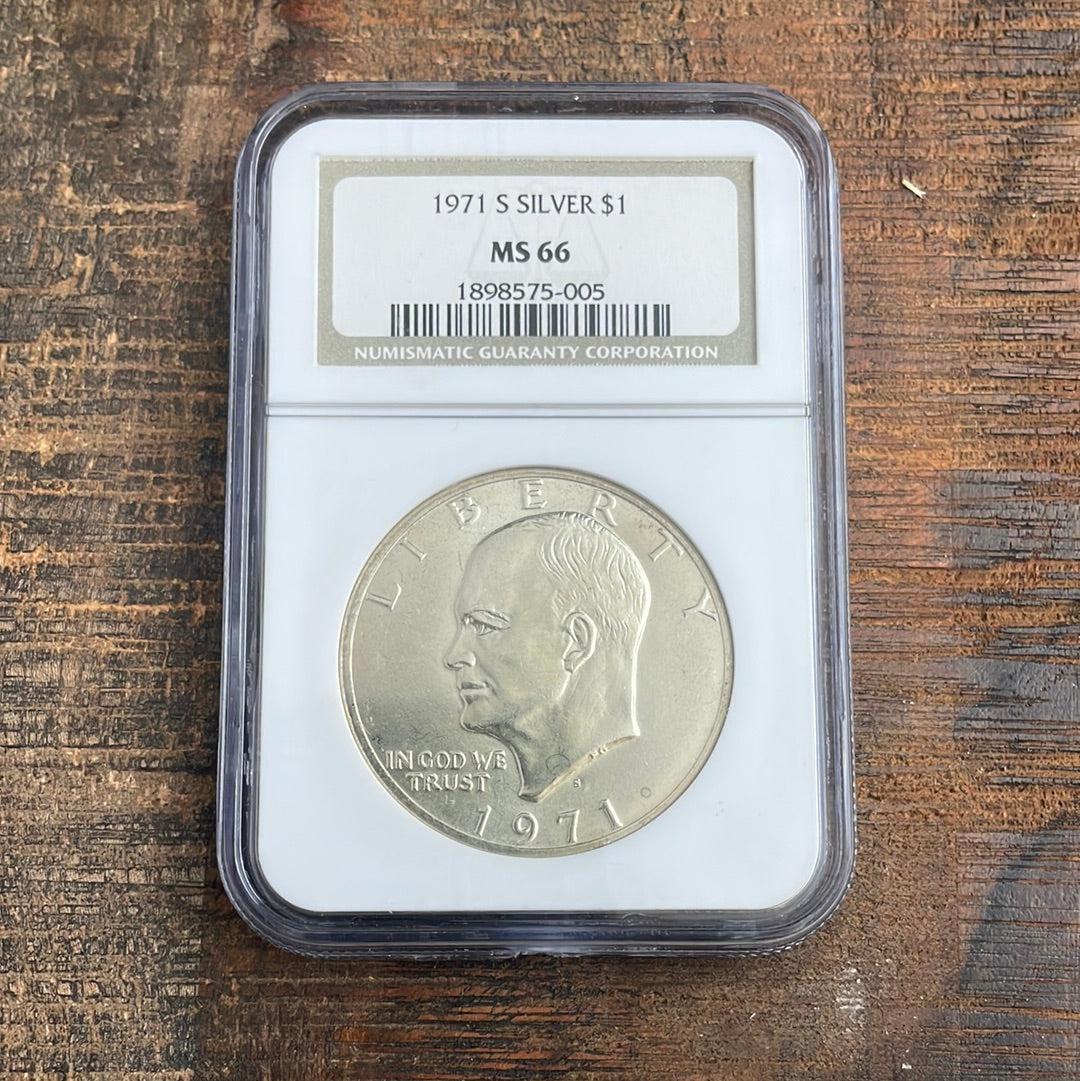 1971 S SILVER $1
MS 66
1898575-005
NUMISMATIC GUARANTY CORPORATION
LIBERTY
IN GOD WE
TRUST
S
1971